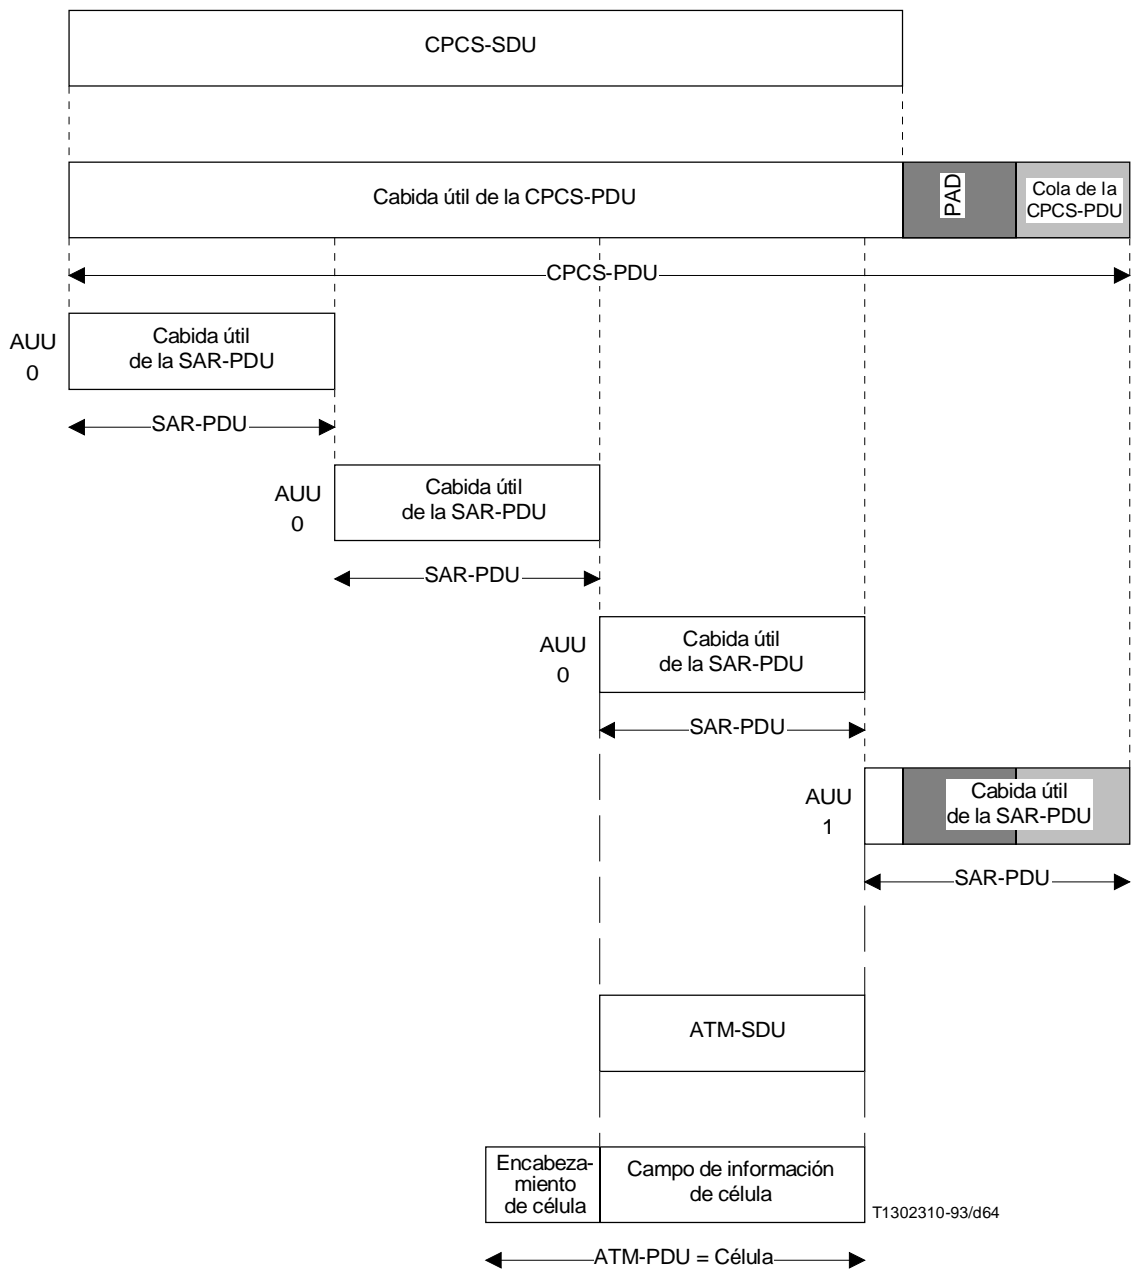 CPCS-SDU
Cabida útil de la CPCS-PDU
PAD
Cola de la
CPCS-PDU
CPCS-PDU
AUU
0
Cabida útil
de la SAR-PDU
SAR-PDU
AUU
0
Cabida útil
de la SAR-PDU
SAR-PDU
AUU
0
Cabida útil
de la SAR-PDU
SAR-PDU
AUU
1
Cabida útil
de la SAR-PDU
SAR-PDU
ATM-SDU
Encabeza-
miento
de célula
Campo de información
de célula
T1302310-93/d64
ATM-PDU = Célula